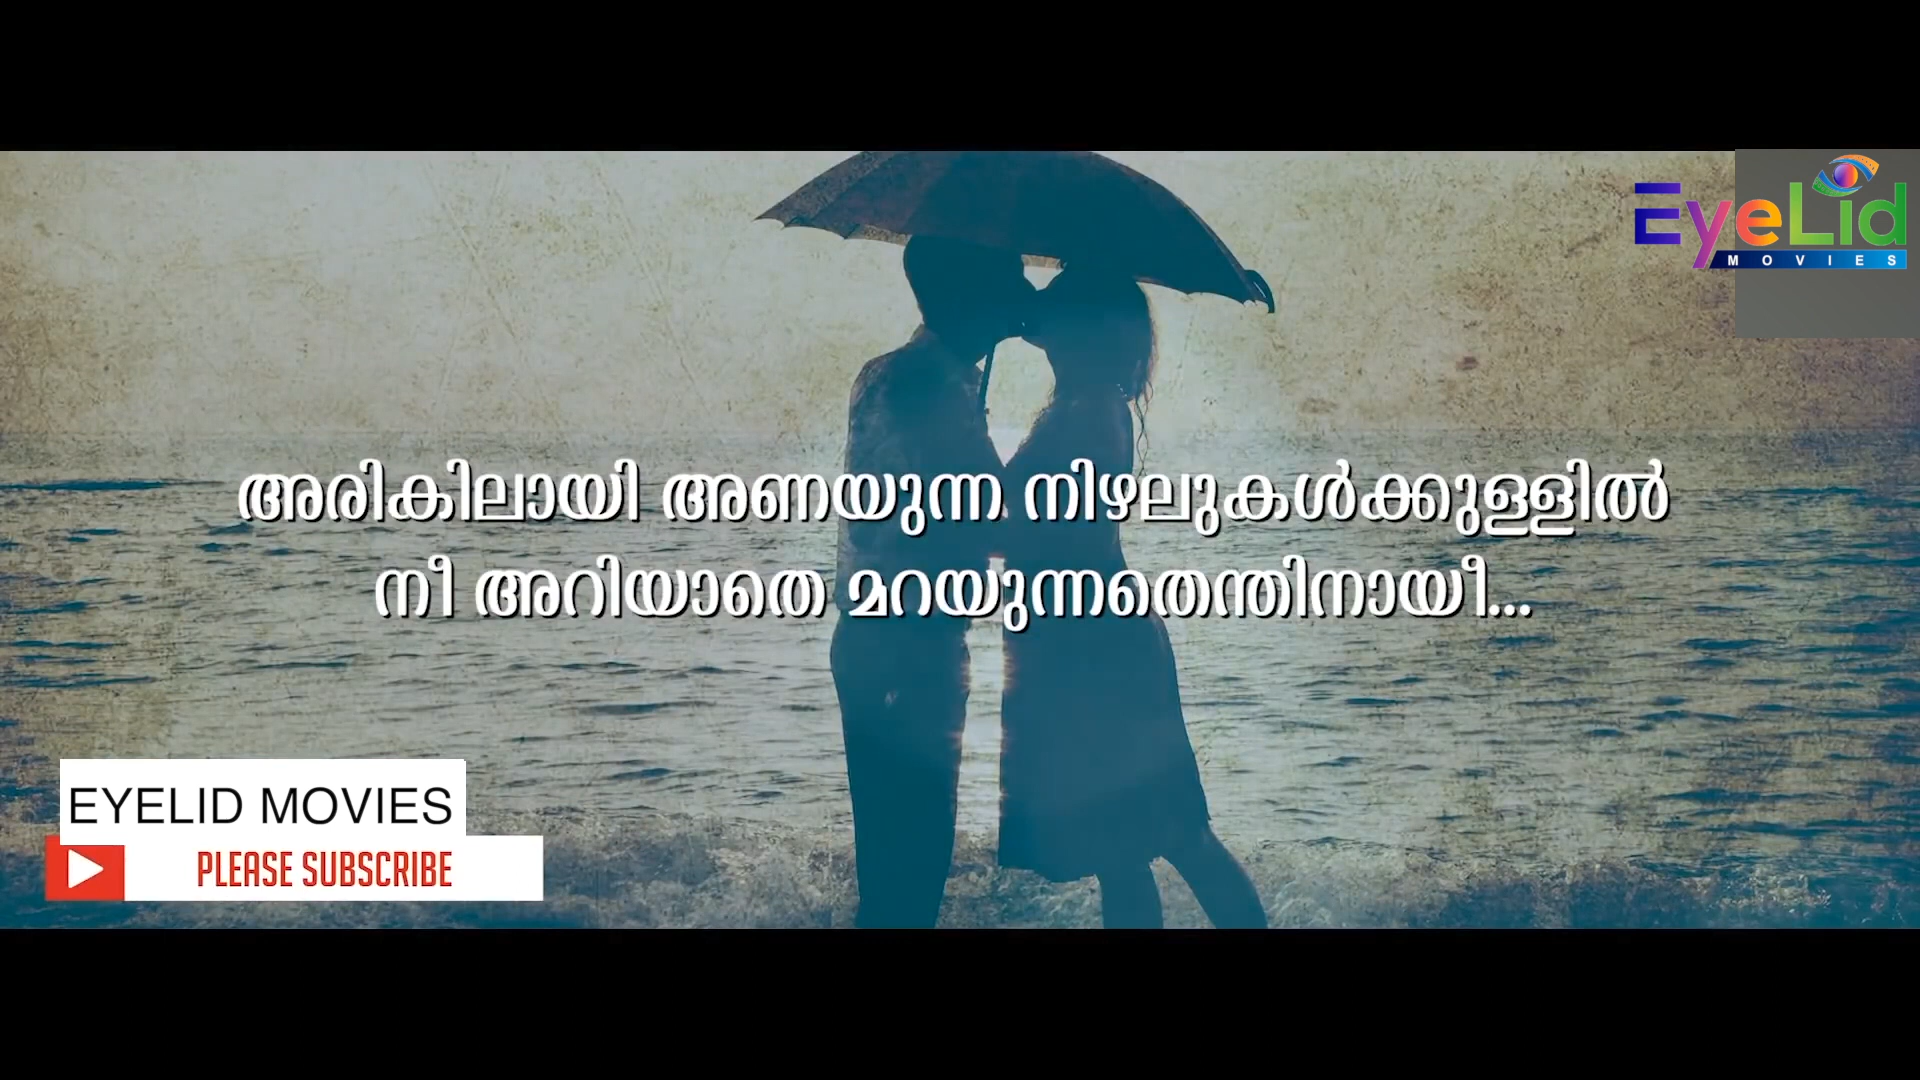 EyeLid
MOVIES
അരികിലായി അണയുന്ന നിഴലുകൾക്കുള്ളിൽ
നീ അറിയാതെ മറയുന്നതെന്തിനായീ...
EYELID MOVIES
PLEASE SUBSCRIBE